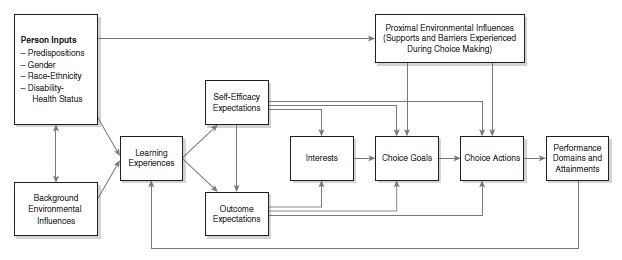 Person Inputs
– Predispositions
– Gender
– Race-Ethnicity
– Disability-
Health Status
Proximal Environmental Influences
(Supports and Barriers Experienced
During Choice Making)
Self-Efficacy
Expectations
Learning
Experiences
Interests
Choice Goals
Choice Actions
Performance
Domains and
Attainments
Background
Environmental
Influences
Outcome
Expectations